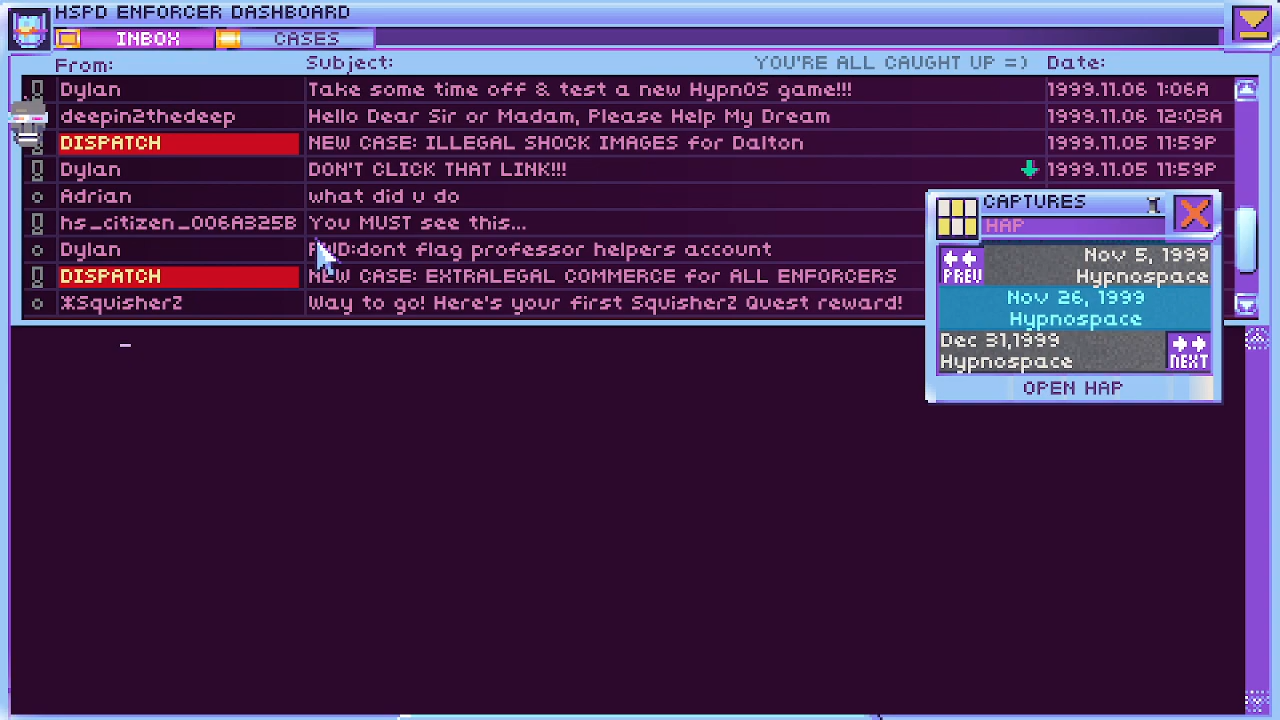 HSPD ENFORCER DASHBOARD
INBOX CASES
From: Subject: YOU'RE ALL CAUGHT UP =) Date:
Dylan Take some time off & test a new HypnOS game!!! 1999.11.06 1:06A
deepin2thedeep Hello Dear Sir or Madam, Please Help My Dream 1999.11.06 12:03A
DISPATCH NEW CASE: ILLEGAL SHOCK IMAGES for Dalton 1999.11.05 11:59P
Dylan DON'T CLICK THAT LINK!!! 1999.11.05 11:59P
Adrian what did u do
hs_citizen_006A325B You MUST see this...
Dylan dont flag professor helpers account
DISPATCH NEW CASE: EXTRALEGAL COMMERCE for ALL ENFORCERS
*SquisherZ Way to go! Here's your first SquisherZ Quest reward!
CAPTURES
HAP
PREV
Nov 5, 1999
Hypnospace
Nov 26, 1999
Hypnospace
Dec 31,1999
Hypnospace
NEXT
OPEN HAP